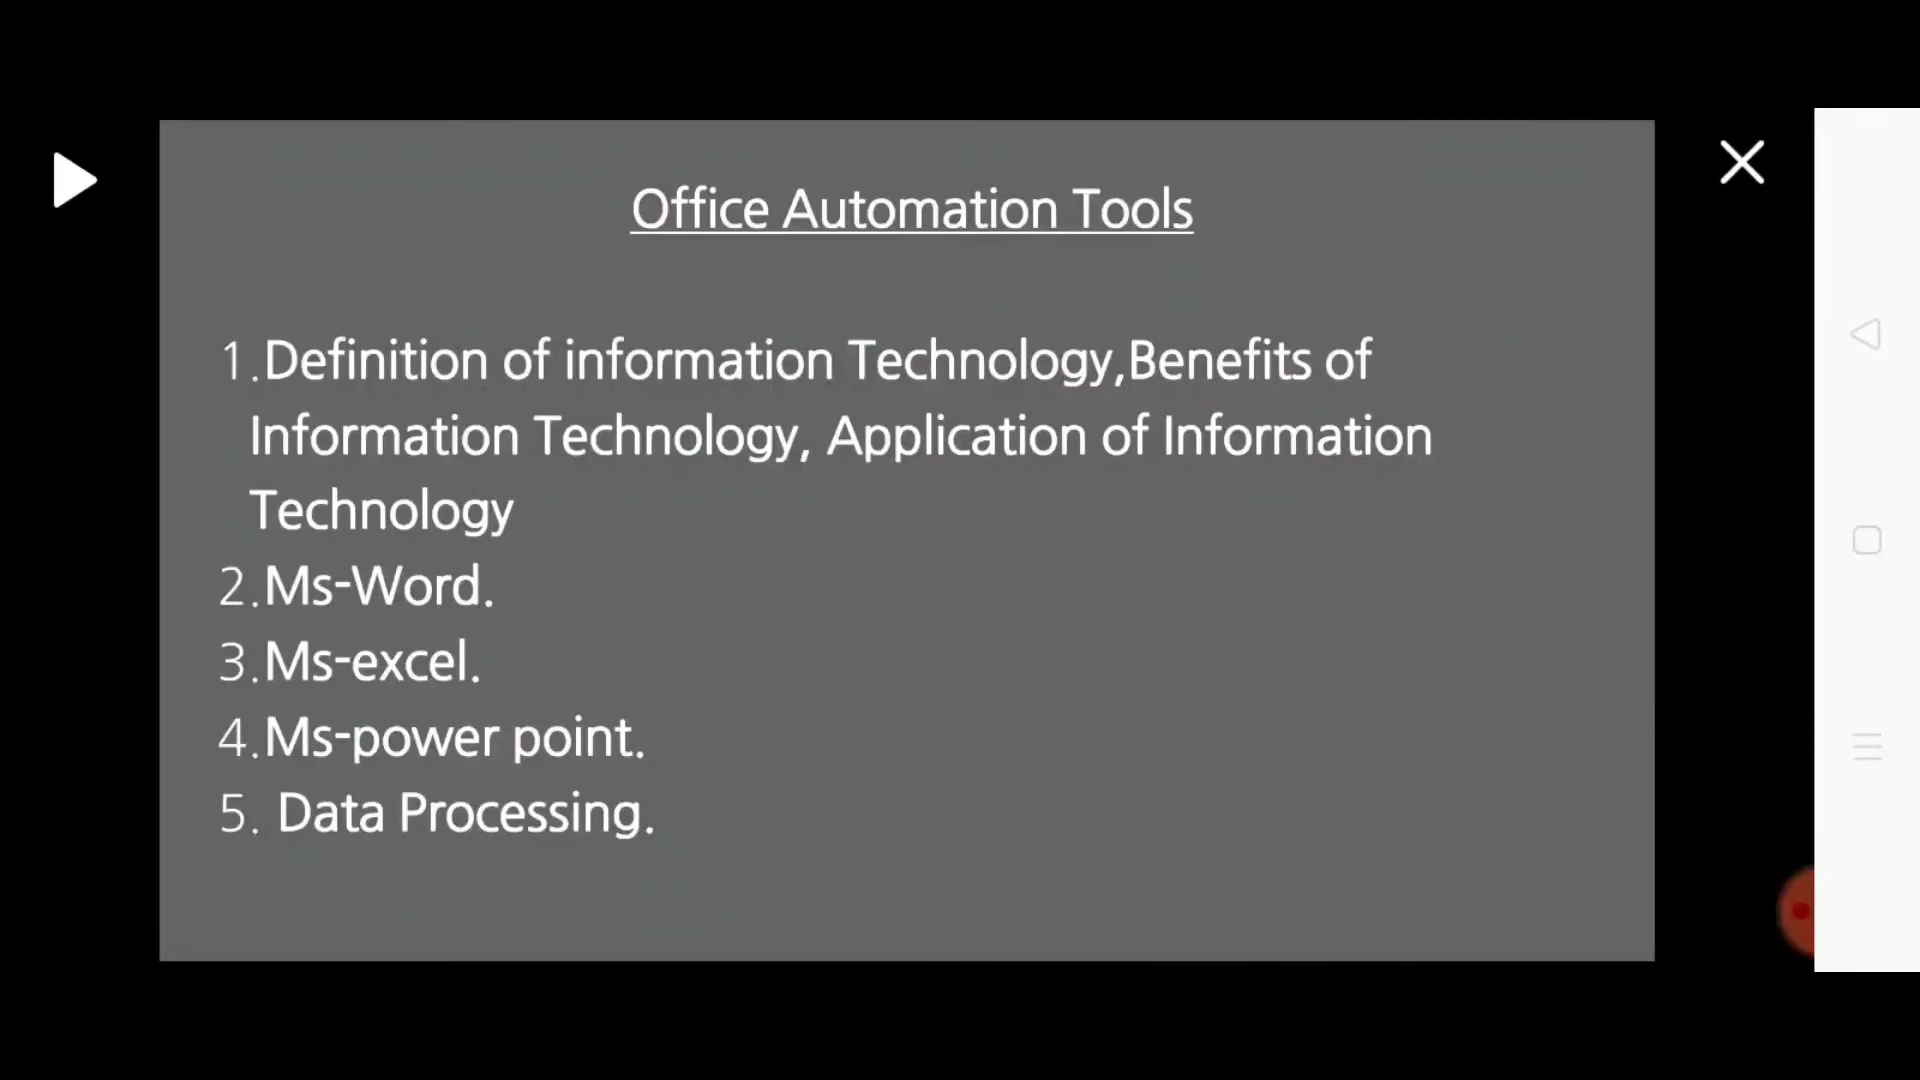 Office Automation Tools
1.Definition of information Technology,Benefits of
Information Technology, Application of Information
Technology
2.Ms-Word.
3.Ms-excel.
4.Ms-power point.
5. Data Processing.